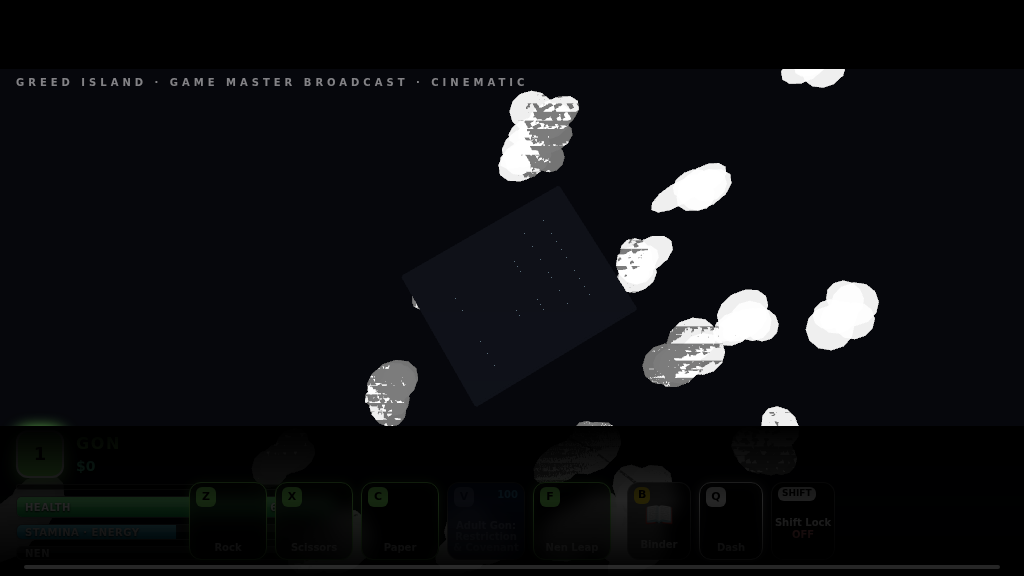 GREED ISLAND · GAME MASTER BROADCAST · CINEMATIC
1
GON
$0
HEALTH
STAMINA · ENERGY
NEN
Z
Rock
X
Scissors
C
Paper
V
100
Adult Gon:
F
Nen Leap
B
Binder
Q
Dash
SHIFT
Shift Lock
OFF